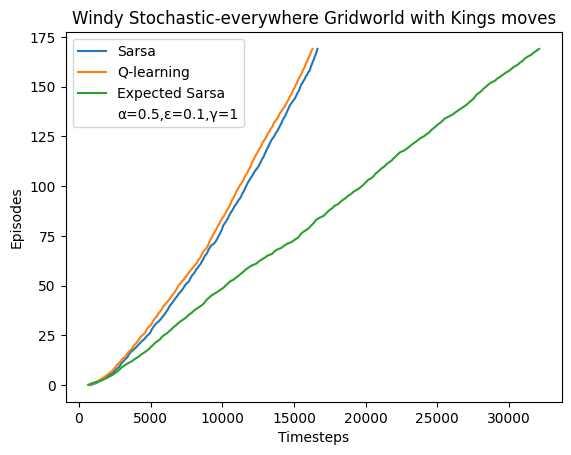 Windy Stochastic-everywhere Gridworld with Kings moves
Sarsa
Q-learning
Expected Sarsa
α=0.5,ε=0.1,γ=1
Episodes
175
150
125
100
75
50
25
0
0 5000 10000 15000 20000 25000 30000
Timesteps